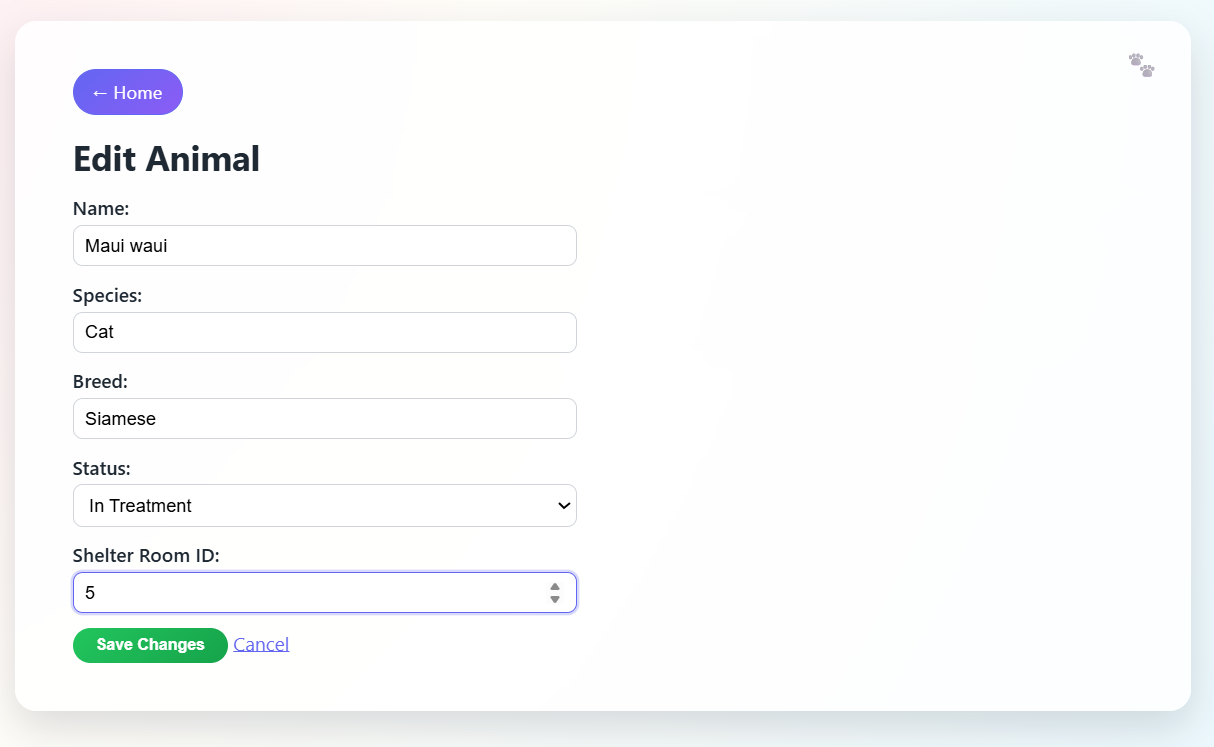 ← Home
Edit Animal
Name:
Maui waui
Species:
Cat
Breed:
Siamese
Status:
In Treatment
Shelter Room ID:
5
Save Changes Cancel